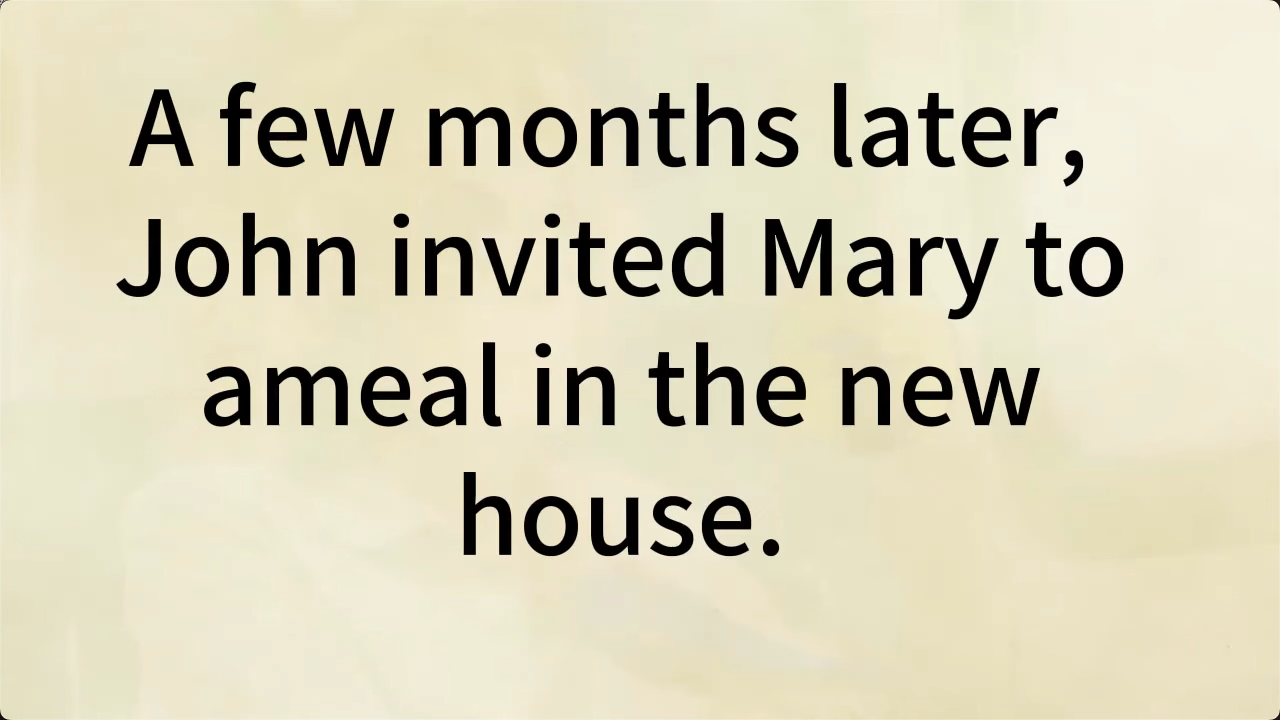 A few months later,
John invited Mary to
ameal in the new
house.